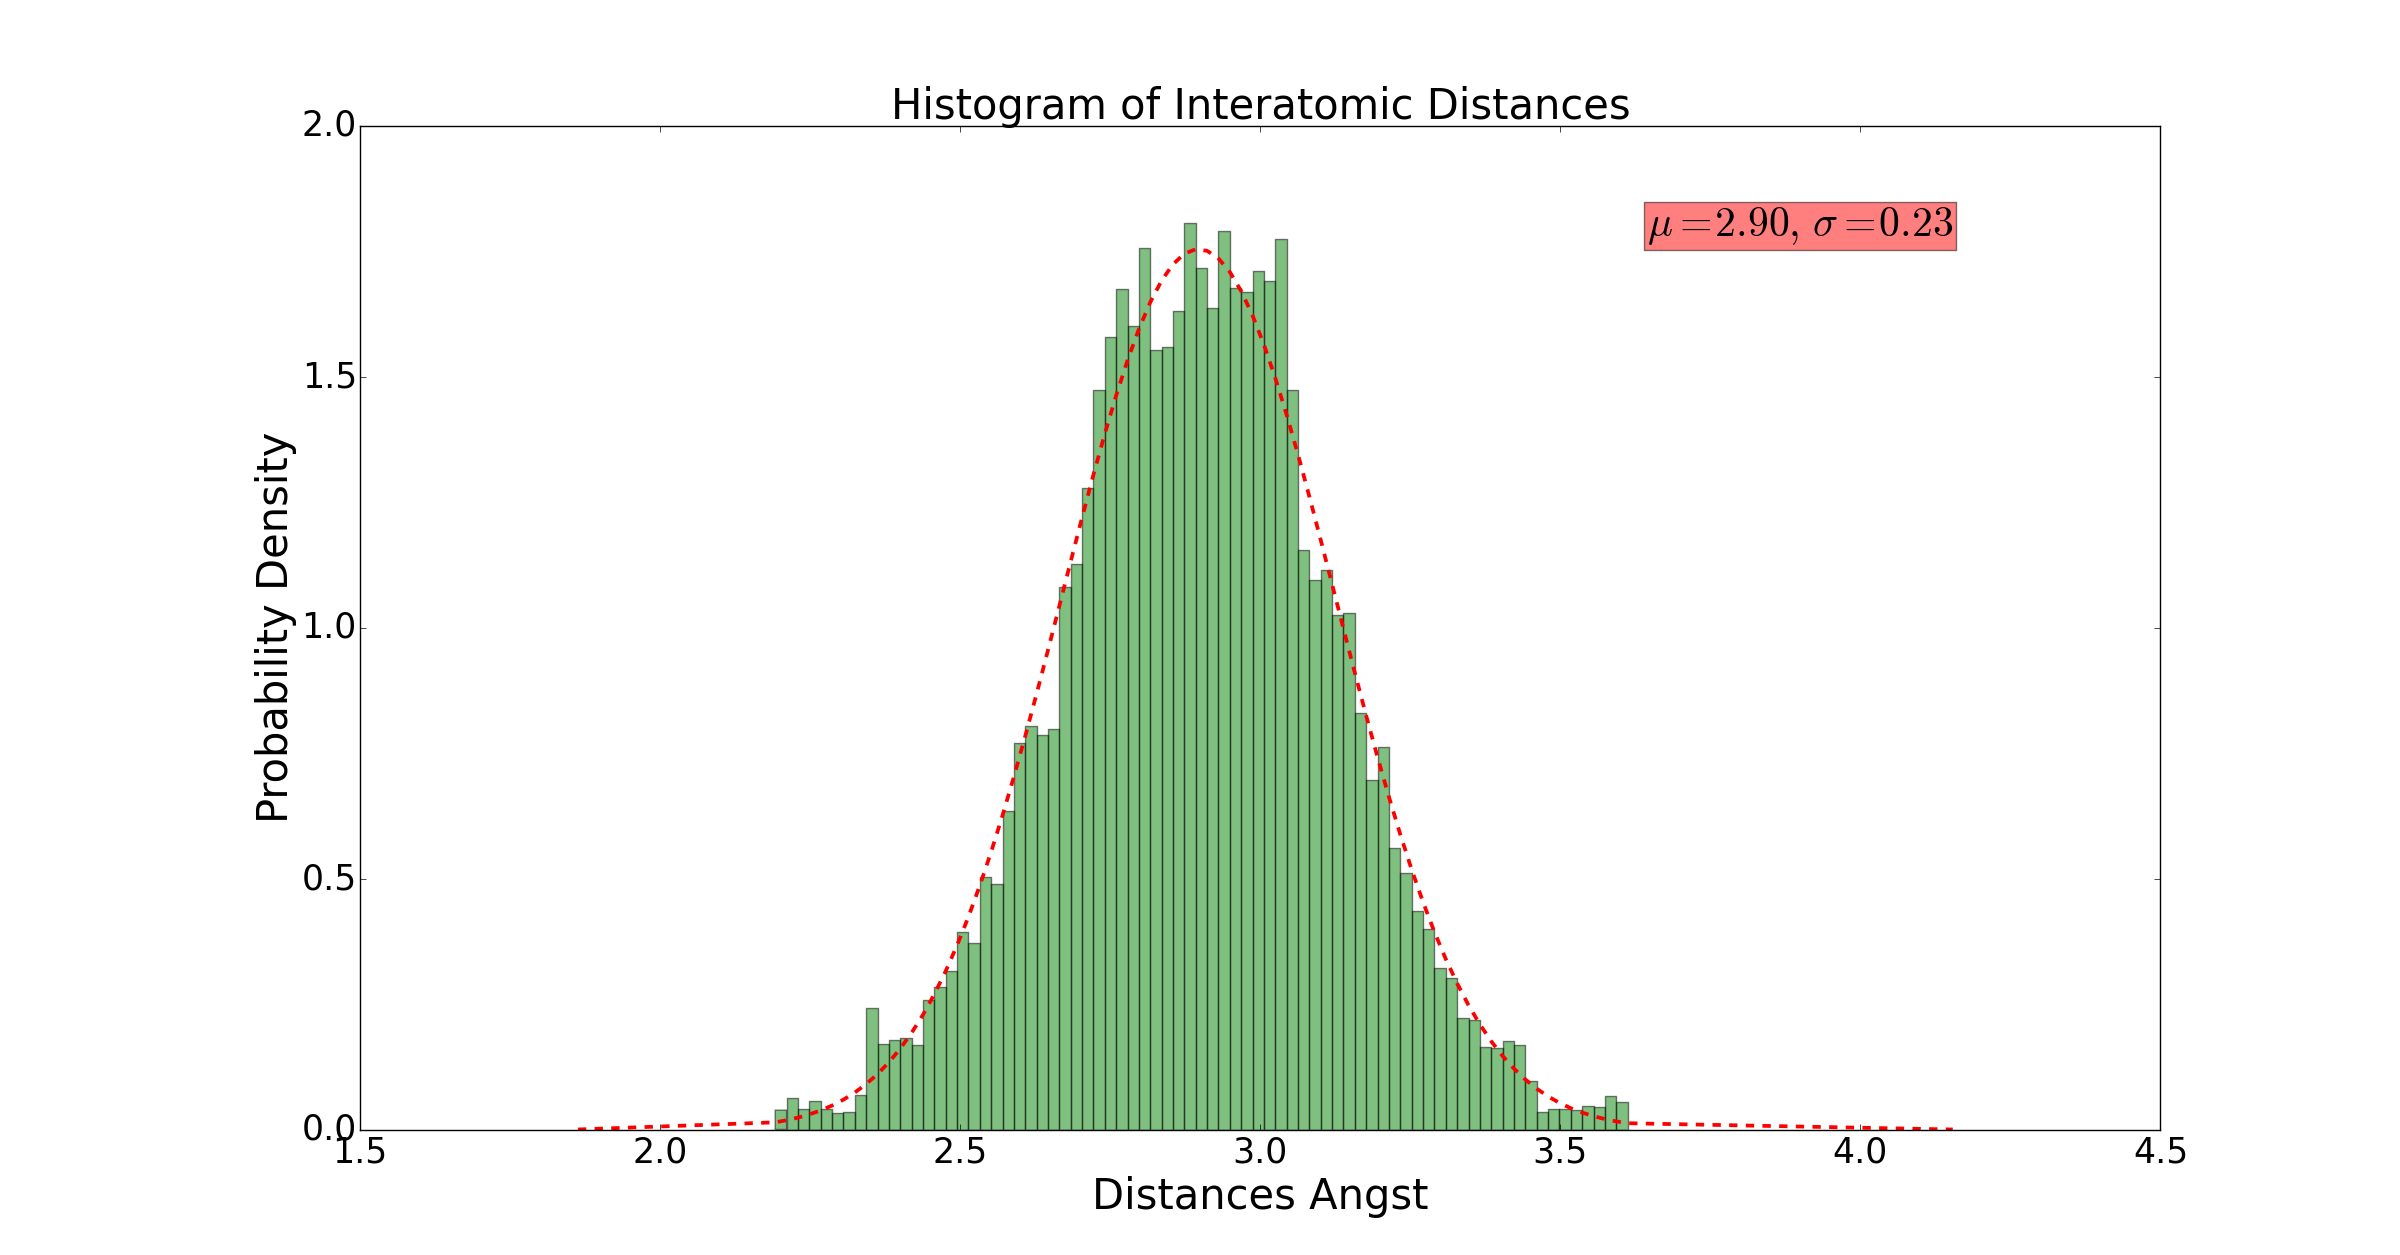 Histogram of Interatomic Distances
μ=2.90, σ=0.23
2.0
1.5
1.0
0.5
0.0
Probability Density
1.5 2.0 2.5 3.0 3.5 4.0 4.5
Distances Angst